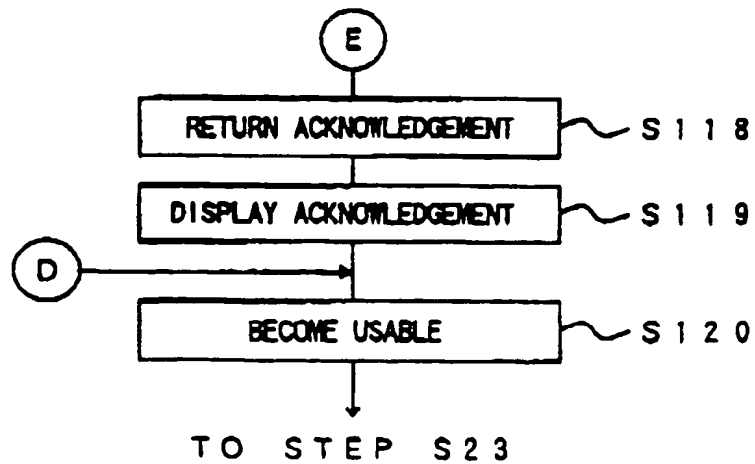 E
RETURN ACKNOWLEDGEMENT S118
DISPLAY ACKNOWLEDGEMENT S119
D
BECOME USABLE S120
TO STEP S23